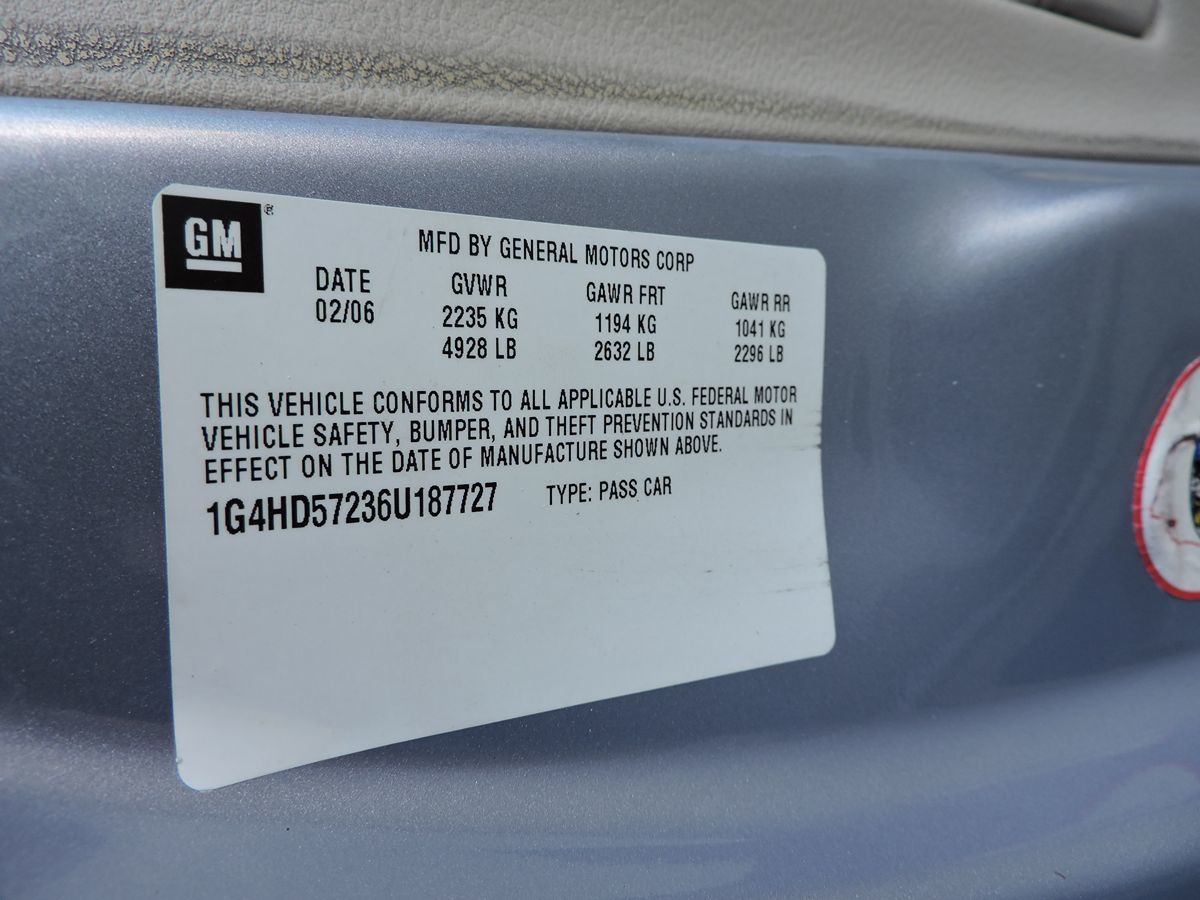 GM
MFD BY GENERAL MOTORS CORP
DATE GVWR GAWR FRT GAWR RR
02/06 2235 KG 1194 KG 1041 KG
4928 LB 2632 LB 2296 LB
THIS VEHICLE CONFORMS TO ALL APPLICABLE U.S. FEDERAL MOTOR
VEHICLE SAFETY, BUMPER, AND THEFT PREVENTION STANDARDS IN
EFFECT ON THE DATE OF MANUFACTURE SHOWN ABOVE.
1G4HD57236U187727 TYPE: PASS CAR